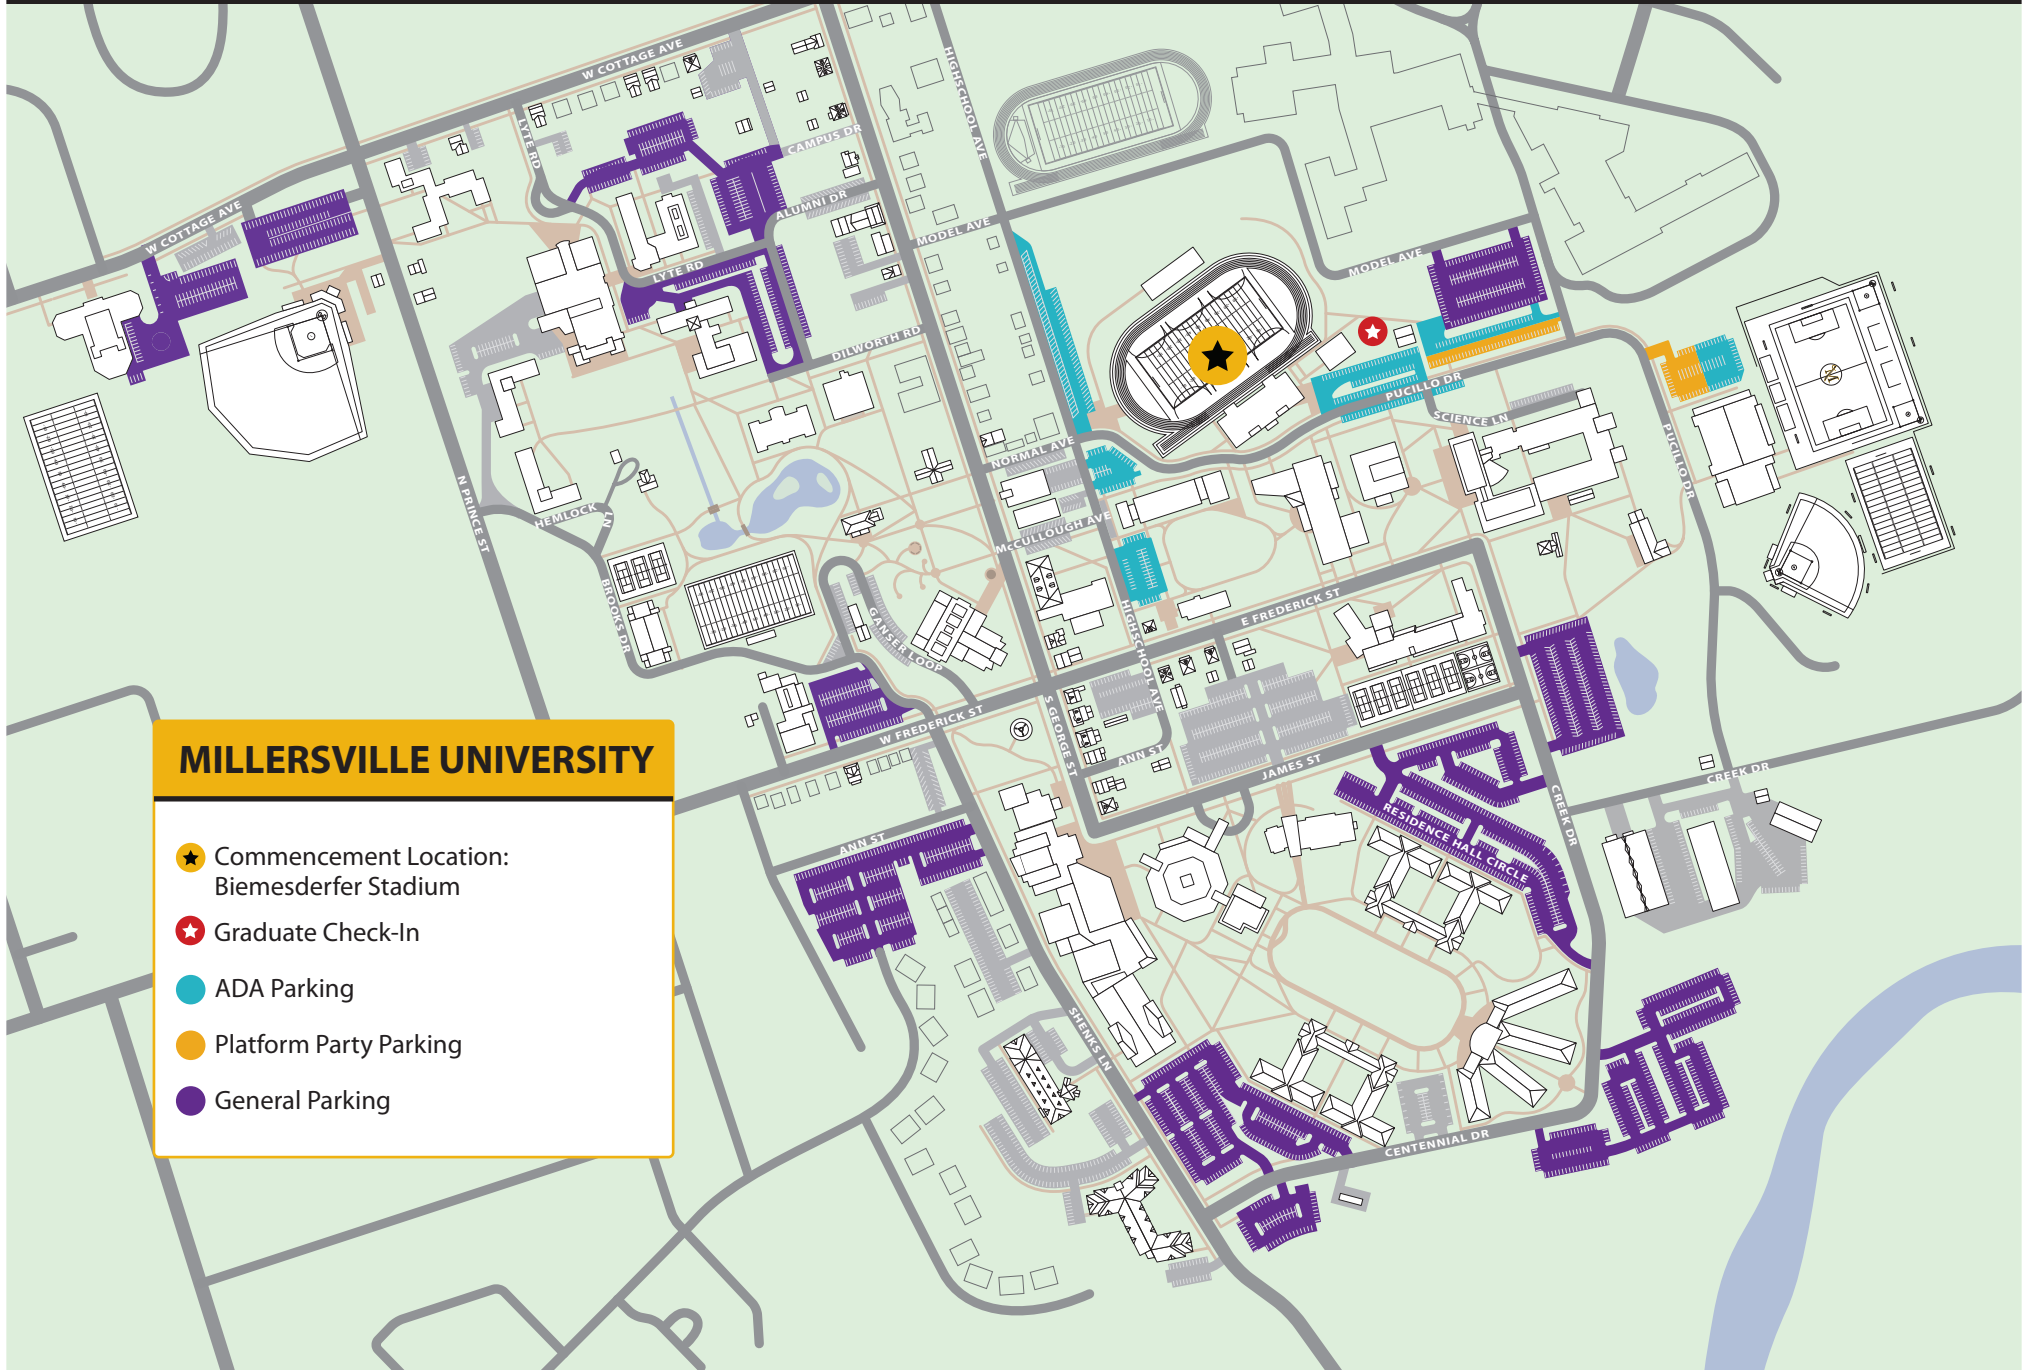 W COTTAGE AVE
HIGHSCHOOL AVE
LYTE RD
CAMPUS DR
W COTTAGE AVE
ALUMNI DR
MODEL AVE
MODEL AVE
LYTE RD
DILWORTH RD
PUCILLO DR
SCIENCE LN
NORMAL AVE
PUCILLO DR
N PRINCE ST
HEMLOCK
LN
McCULLOUGH AVE
BROOKS DR
GANSER LOOP
HIGHSCHOOL AVE
E FREDERICK ST
S GEORGE ST
W FREDERICK ST
ANN ST
JAMES ST
CREEK DR
CREEK DR
RESIDENCE HALL CIRCLE
ANN ST
SHENKS LN
CENTENNIAL DR
MILLERSVILLE UNIVERSITY
Commencement Location:
Biemesderfer Stadium
Graduate Check-In
ADA Parking
Platform Party Parking
General Parking